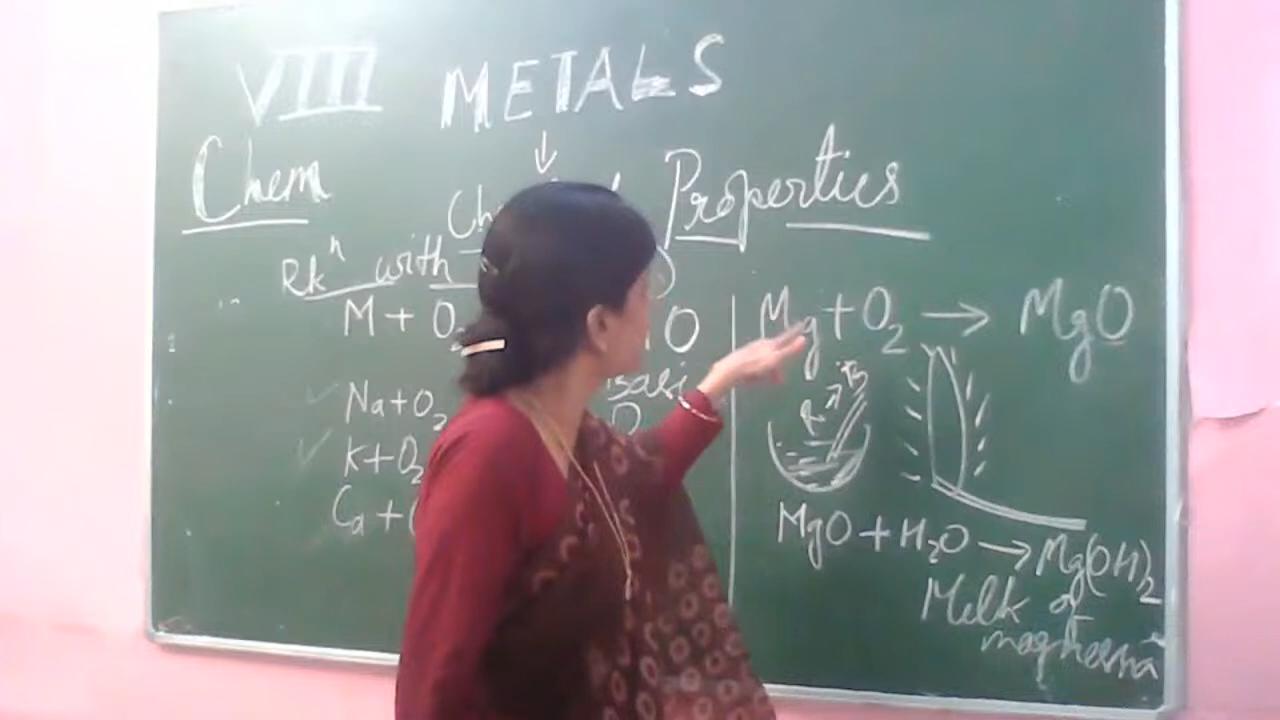 VIII METALS
Chem
Properties
Rkⁿ with
M + O₂
O
Na + O₂
K + O₂
Ca +
Mg + O₂ → MgO
MgO + H₂O → Mg(OH)₂
Milk of
magnesia